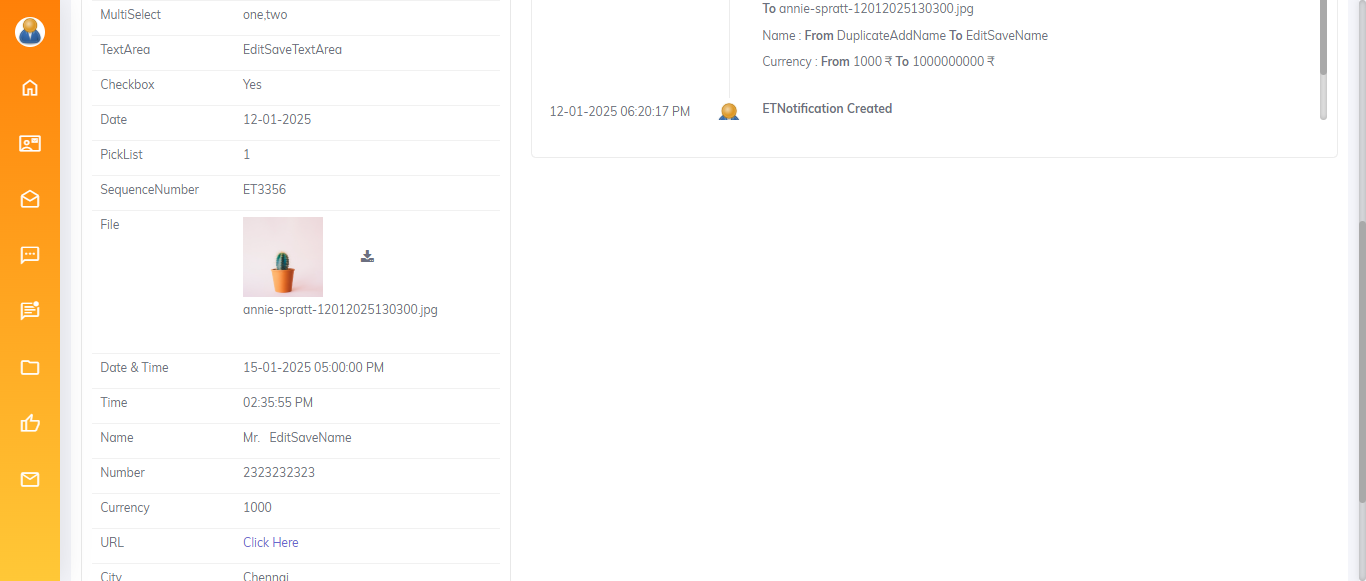 MultiSelect one,two
TextArea EditSaveTextArea
Checkbox Yes
Date 12-01-2025
PickList 1
SequenceNumber ET3356
File
annie-spratt-12012025130300.jpg
Date & Time 15-01-2025 05:00:00 PM
Time 02:35:55 PM
Name Mr. EditSaveName
Number 2323232323
Currency 1000
URL Click Here
City Chennai
To annie-spratt-12012025130300.jpg
Name : From DuplicateAddName To EditSaveName
Currency : From 1000 ₹ To 1000000000 ₹
12-01-2025 06:20:17 PM ETNotification Created